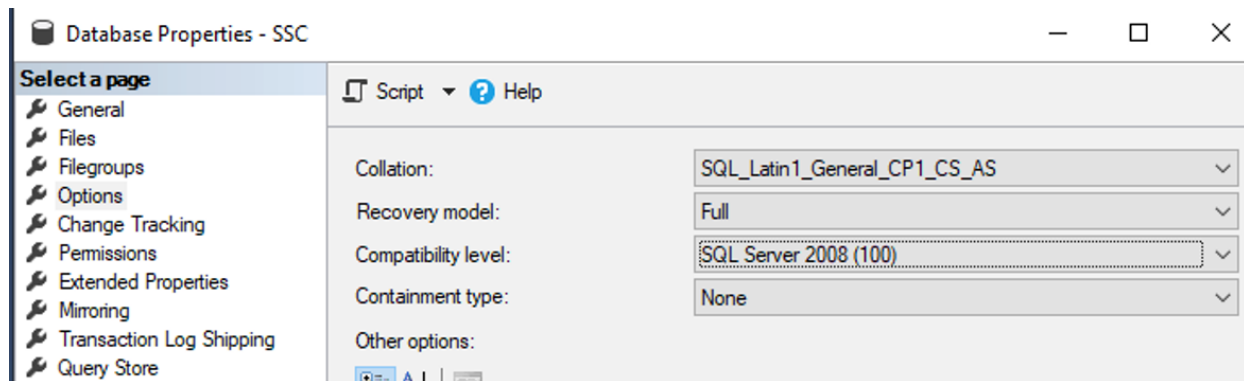 Database Properties - SSC
Select a page
General
Files
Filegroups
Options
Change Tracking
Permissions
Extended Properties
Mirroring
Transaction Log Shipping
Query Store
Script
Help
Collation: SQL_Latin1_General_CP1_CS_AS
Recovery model: Full
Compatibility level: SQL Server 2008 (100)
Containment type: None
Other options: